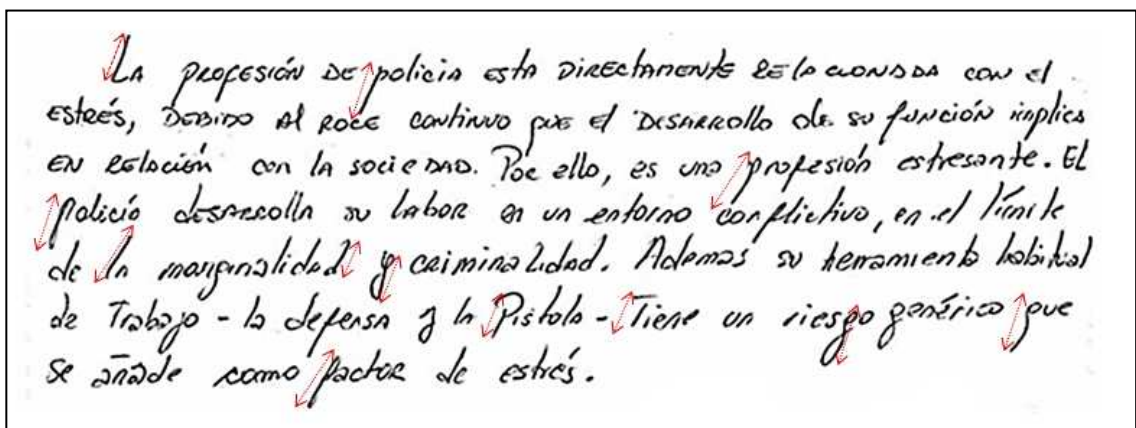 LA PROFESIÓN DE policia esta DIRECTAMENTE RELACIONADA con el
ESTRÉS, DEBIDO Al ROCE CONTINUO que el DESARROLLO de su función implica
EN RELACIÓN con la sociedad. Por ello, es una profesión estresante. El
Policía desarrolla su labor en un entorno conflictivo, en el límite
de la marginalidad y criminalidad. Ademas su herramienta habitual
de Trabajo - la defensa y la Pistola - Tiene un riesgo genérico que
se añade como factor de estrés.